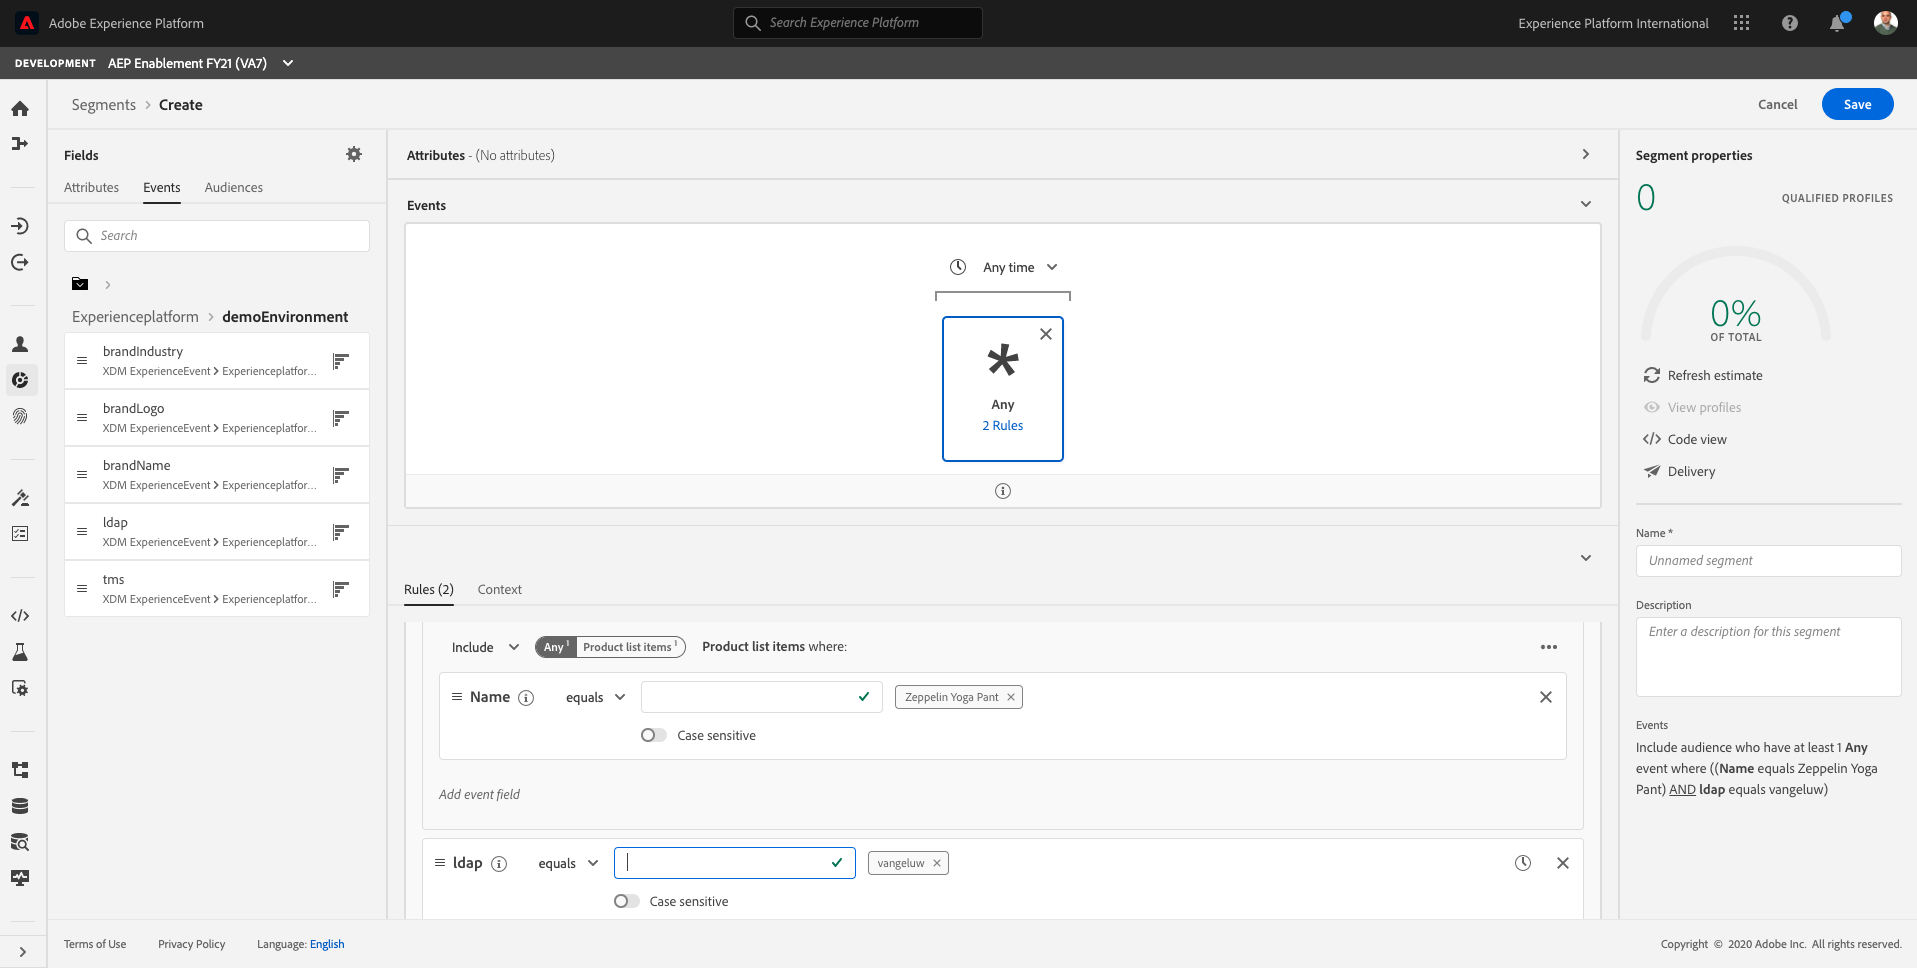 Adobe Experience Platform
Search Experience Platform
Experience Platform International
DEVELOPMENT AEP Enablement FY21 (VA7)
Segments > Create
Cancel
Save
Fields
Attributes Events Audiences
Search
Experienceplatform > demoEnvironment
brandIndustry
XDM ExperienceEvent > Experienceplatfor...
brandLogo
XDM ExperienceEvent > Experienceplatfor...
brandName
XDM ExperienceEvent > Experienceplatfor...
ldap
XDM ExperienceEvent > Experienceplatfor...
tms
XDM ExperienceEvent > Experienceplatfor...
Attributes - (No attributes)
Events
Any time
Any
2 Rules
Rules (2) Context
Include Any 1 Product list items 1 Product list items where:
Name equals Zeppelin Yoga Pant
Case sensitive
Add event field
ldap equals vangeluw
Case sensitive
Segment properties
0 QUALIFIED PROFILES
0%
OF TOTAL
Refresh estimate
View profiles
Code view
Delivery
Name *
Unnamed segment
Description
Enter a description for this segment
Events
Include audience who have at least 1 Any
event where ((Name equals Zeppelin Yoga
Pant) AND ldap equals vangeluw)
Terms of Use Privacy Policy Language: English
Copyright © 2020 Adobe Inc. All rights reserved.